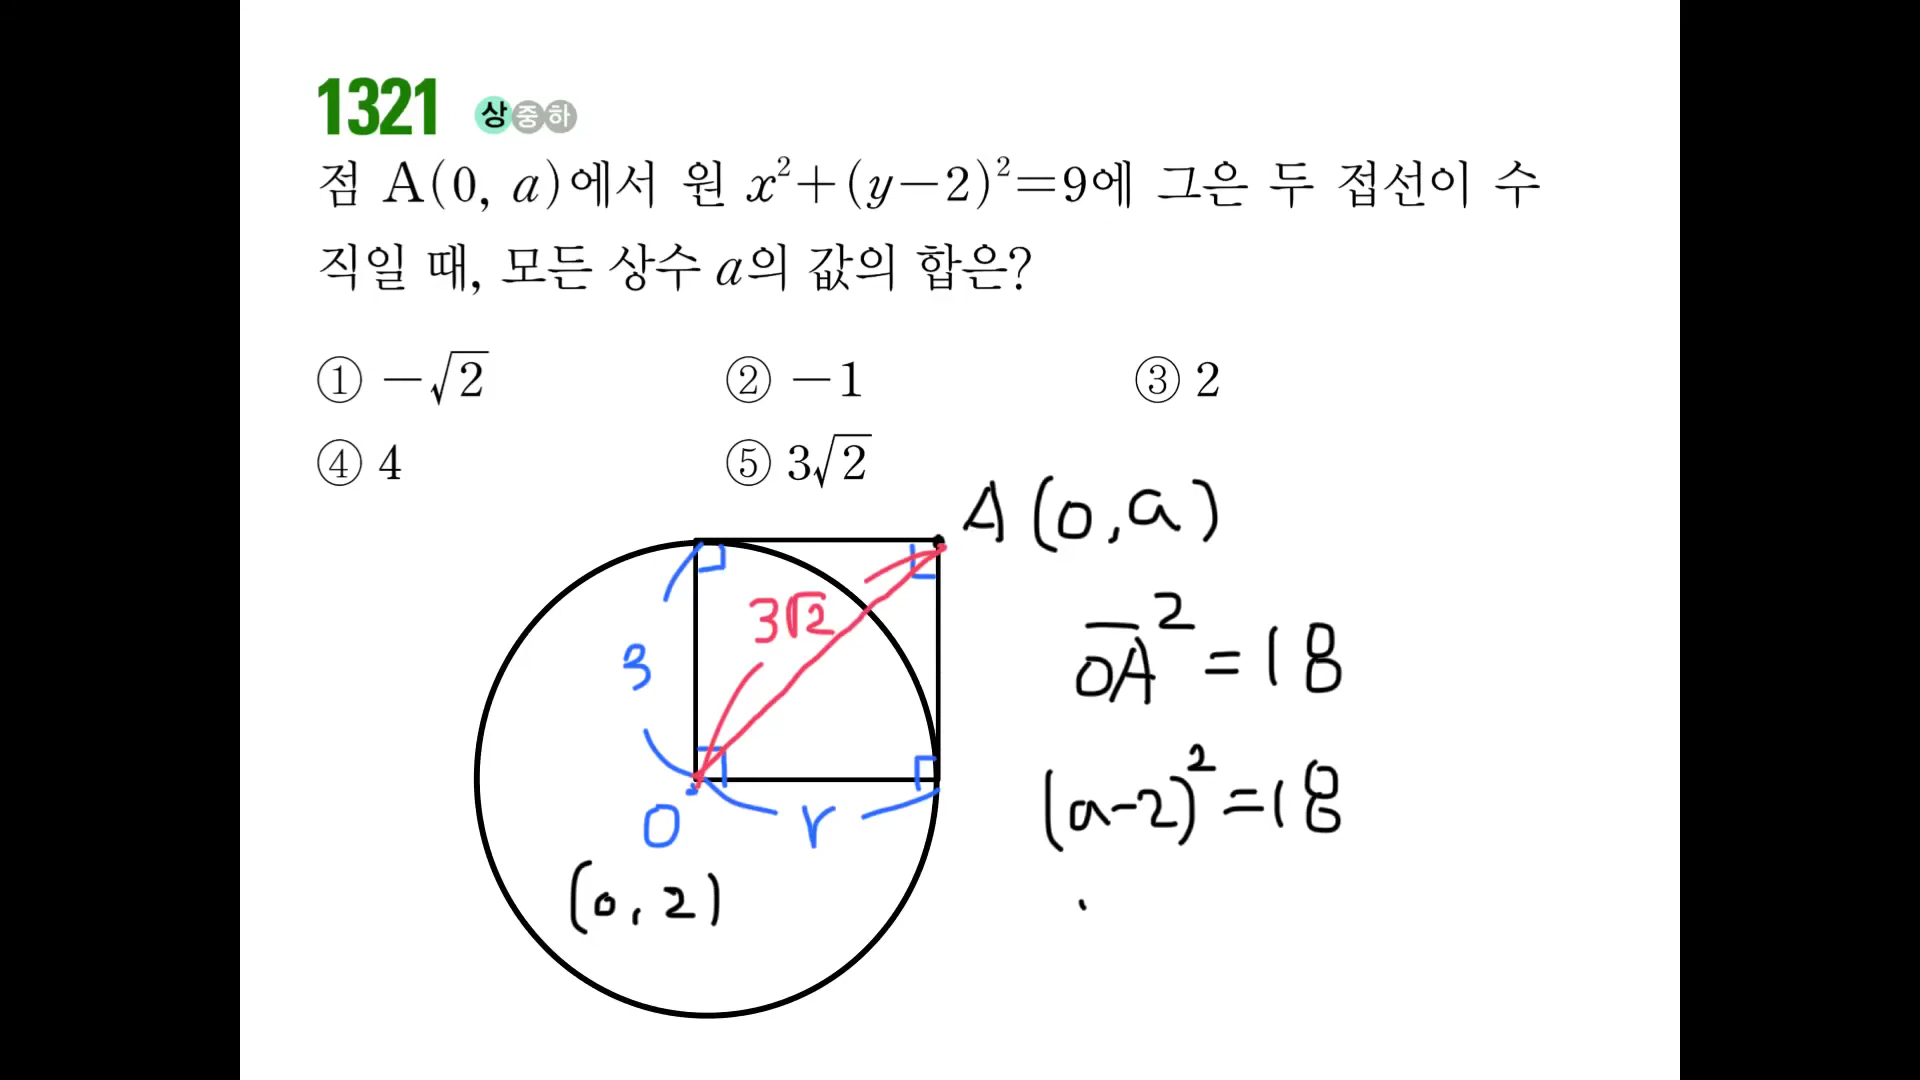 1321 상 중 하
점 A(0, a)에서 원 x²+(y−2)²=9에 그은 두 접선이 수
직일 때, 모든 상수 a의 값의 합은?
① −√2 ② −1 ③ 2
④ 4 ⑤ 3√2
A(0,a)
3√2
OA² = 18
3
(a-2)² = 18
O r
(0, 2)